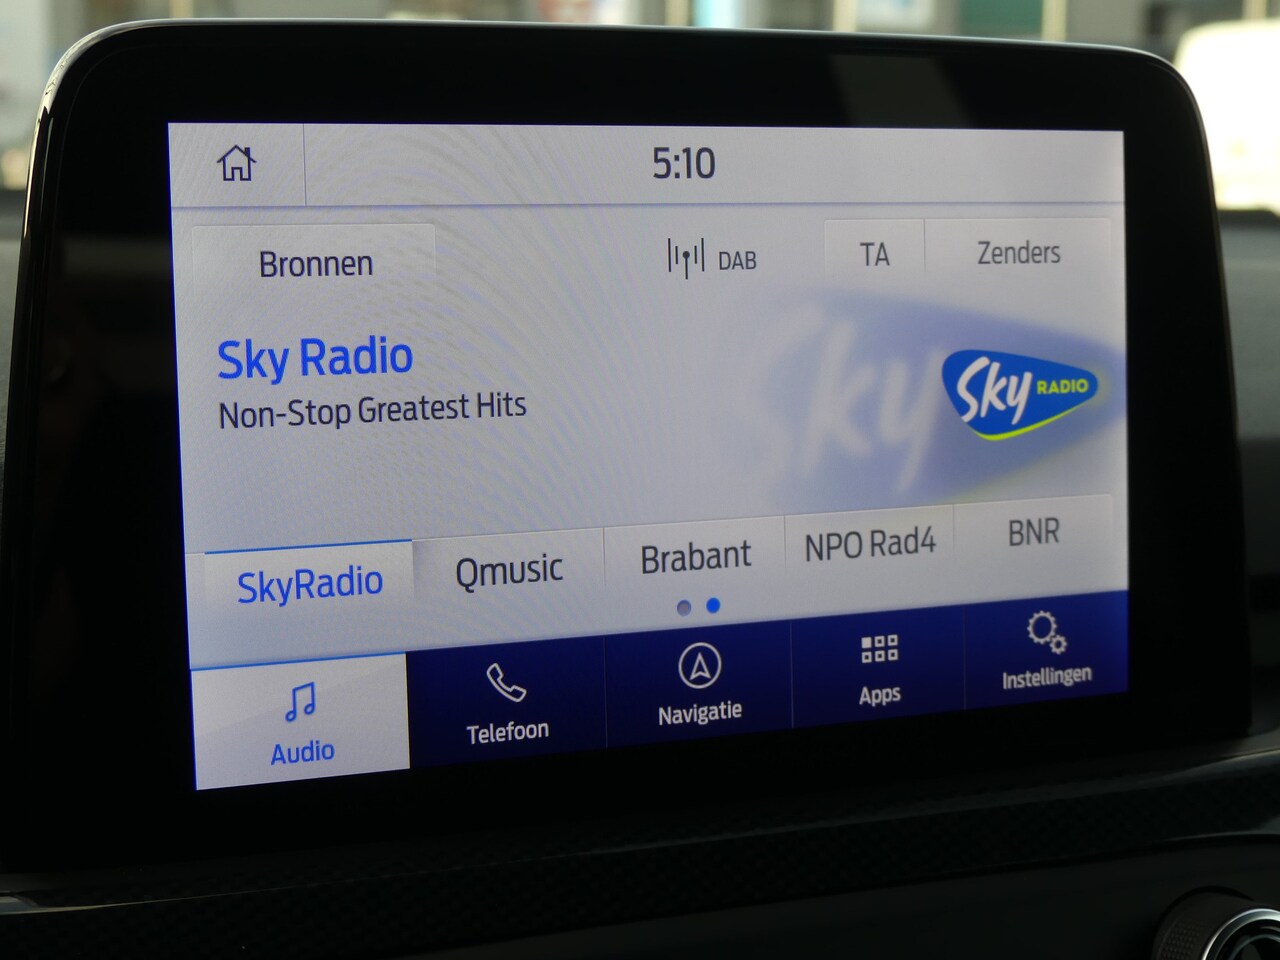 5:10
Bronnen
DAB
TA
Zenders
Sky Radio
Non-Stop Greatest Hits
Sky RADIO
SkyRadio
Qmusic
Brabant
NPO Rad4
BNR
Audio
Telefoon
Navigatie
Apps
Instellingen